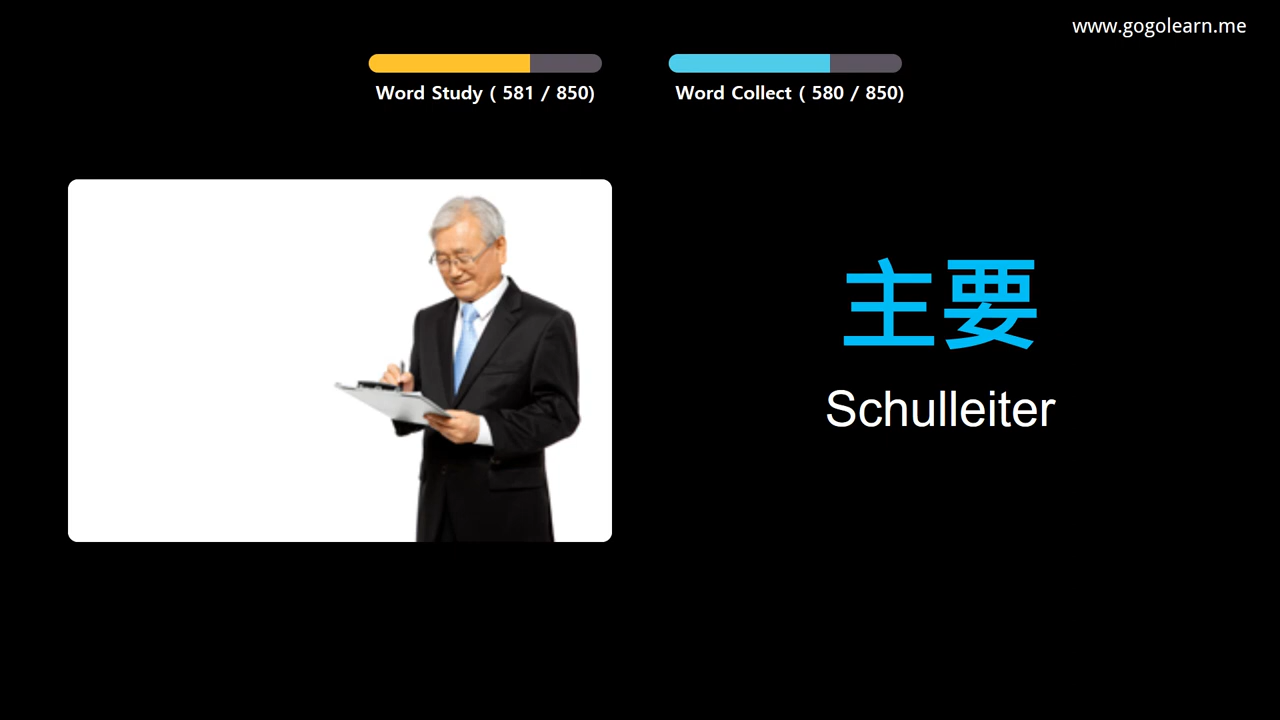 www.gogolearn.me
Word Study ( 581 / 850)
Word Collect ( 580 / 850)
主要
Schulleiter